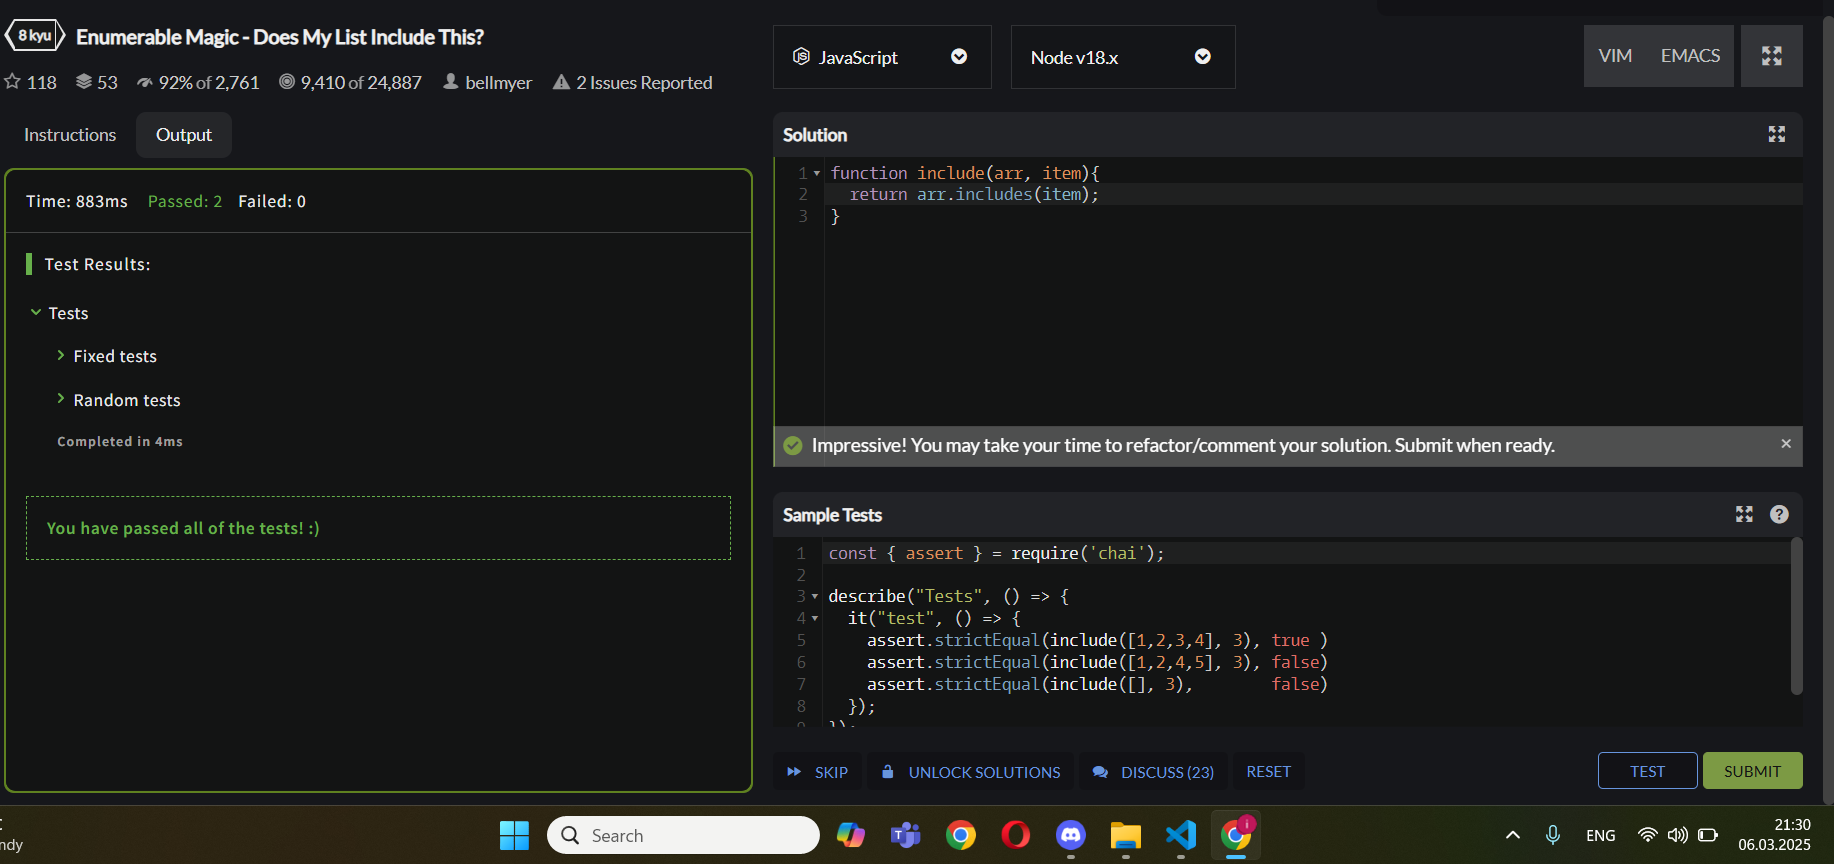 8 kyu Enumerable Magic - Does My List Include This?
118 53 92% of 2,761 9,410 of 24,887 bellmyer 2 Issues Reported
Instructions Output
Time: 883ms Passed: 2 Failed: 0
Test Results:
Tests
Fixed tests
Random tests
Completed in 4ms
You have passed all of the tests! :)
JavaScript Node v18.x VIM EMACS
Solution
1 function include(arr, item){
2 return arr.includes(item);
3 }
Impressive! You may take your time to refactor/comment your solution. Submit when ready. ×
Sample Tests ?
1 const { assert } = require('chai');
2
3 describe("Tests", () => {
4 it("test", () => {
5 assert.strictEqual(include([1,2,3,4], 3), true )
6 assert.strictEqual(include([1,2,4,5], 3), false)
7 assert.strictEqual(include([], 3), false)
8 });
9 });
SKIP UNLOCK SOLUTIONS DISCUSS (23) RESET TEST SUBMIT
ndy Search ENG 21:30
06.03.2025